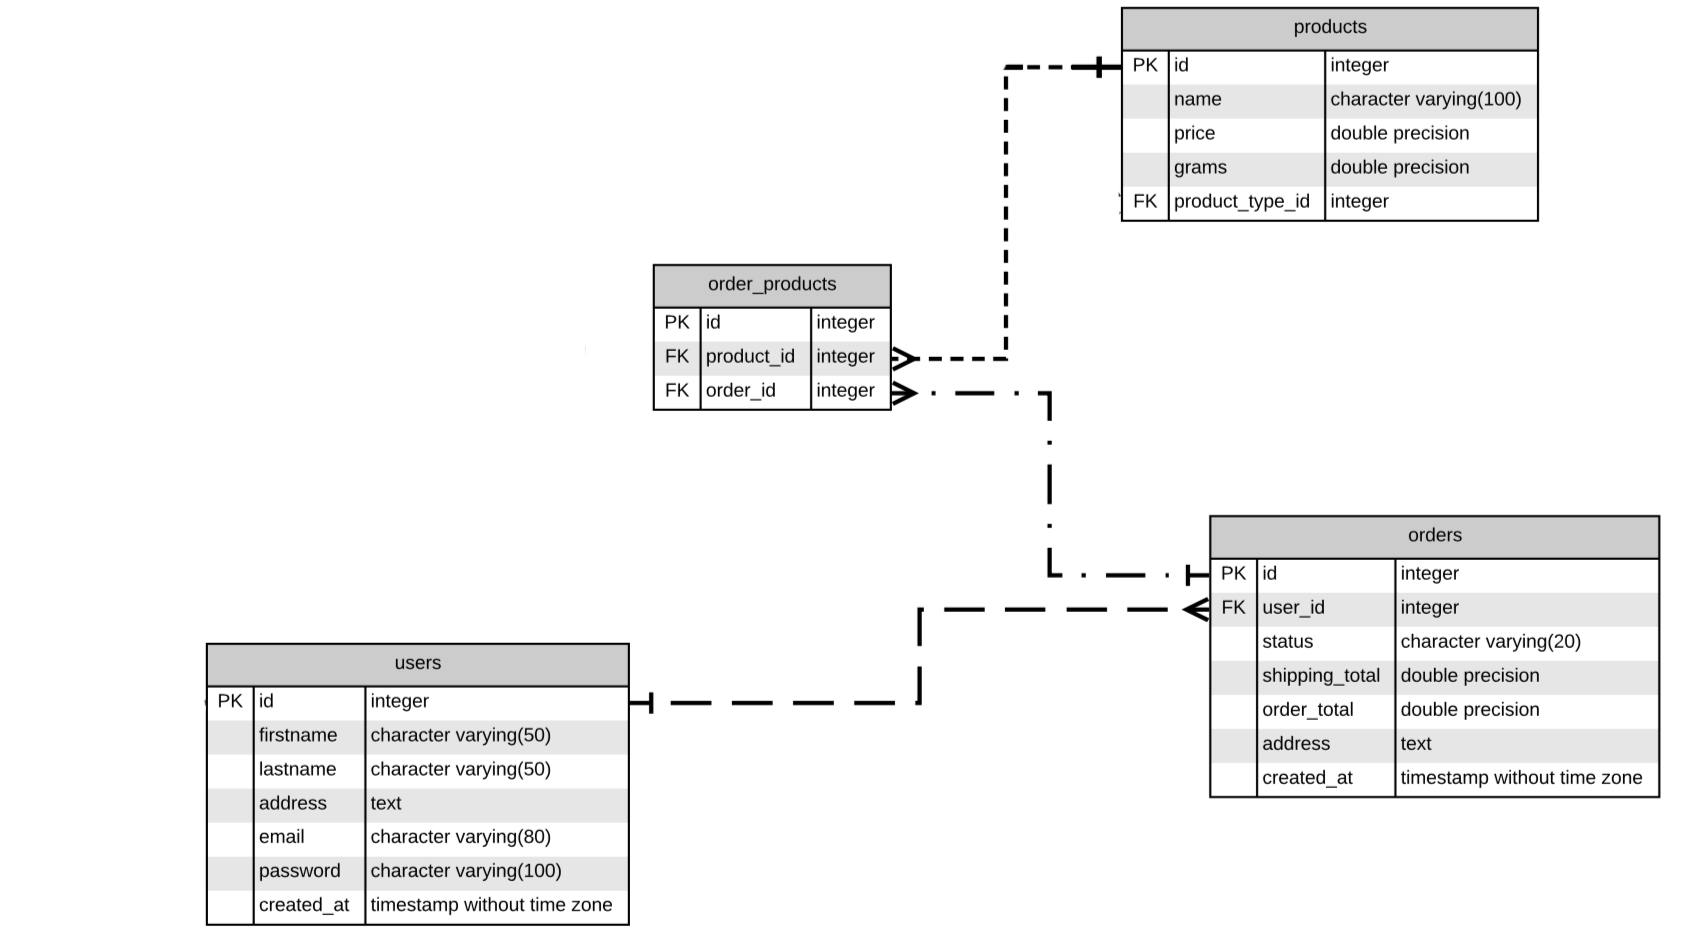 products
PK id integer
name character varying(100)
price double precision
grams double precision
FK product_type_id integer
order_products
PK id integer
FK product_id integer
FK order_id integer
orders
PK id integer
FK user_id integer
status character varying(20)
shipping_total double precision
order_total double precision
address text
created_at timestamp without time zone
users
PK id integer
firstname character varying(50)
lastname character varying(50)
address text
email character varying(80)
password character varying(100)
created_at timestamp without time zone